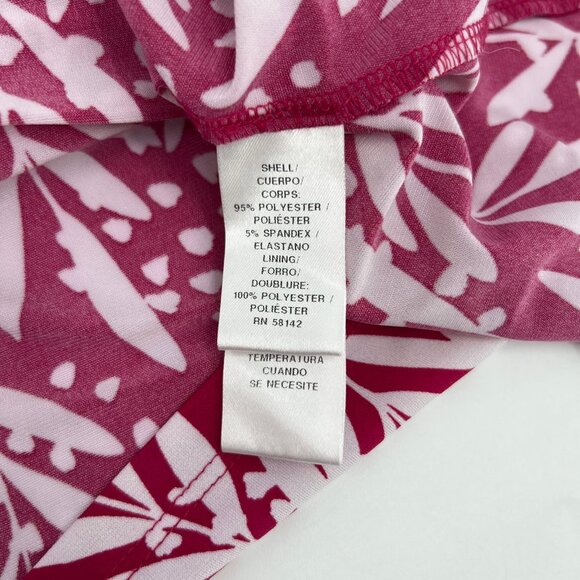 SHELL/
CUERPO/
CORPS:
95% POLYESTER /
POLIÉSTER
5% SPANDEX /
ELASTANO
LINING/
FORRO/
DOUBLURE:
100% POLYESTER /
POLIÉSTER
RN 58142
TEMPERATURA
CUANDO
SE NECESITE